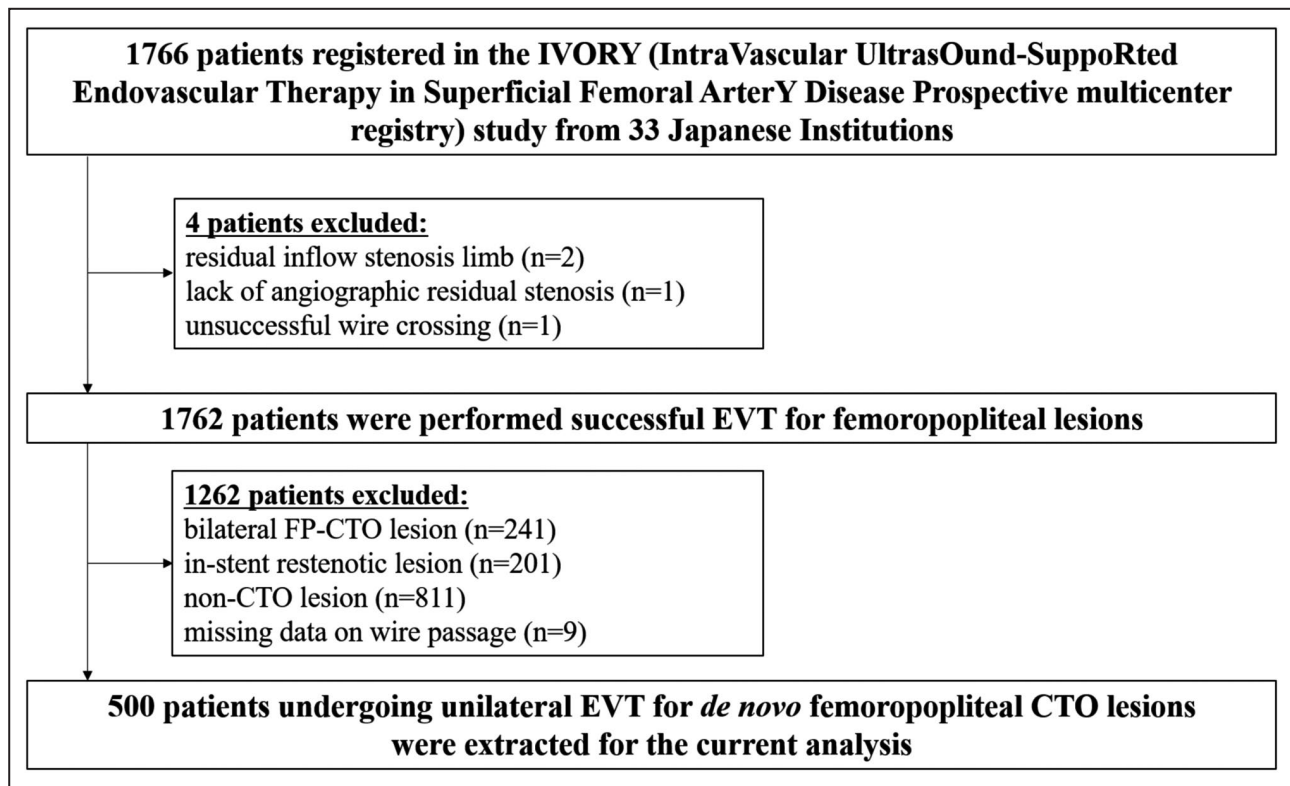 1766 patients registered in the IVORY (IntraVascular UltrasOund-SuppoRted
Endovascular Therapy in Superficial Femoral ArterY Disease Prospective multicenter
registry) study from 33 Japanese Institutions
4 patients excluded:
residual inflow stenosis limb (n=2)
lack of angiographic residual stenosis (n=1)
unsuccessful wire crossing (n=1)
1762 patients were performed successful EVT for femoropopliteal lesions
1262 patients excluded:
bilateral FP-CTO lesion (n=241)
in-stent restenotic lesion (n=201)
non-CTO lesion (n=811)
missing data on wire passage (n=9)
500 patients undergoing unilateral EVT for de novo femoropopliteal CTO lesions
were extracted for the current analysis